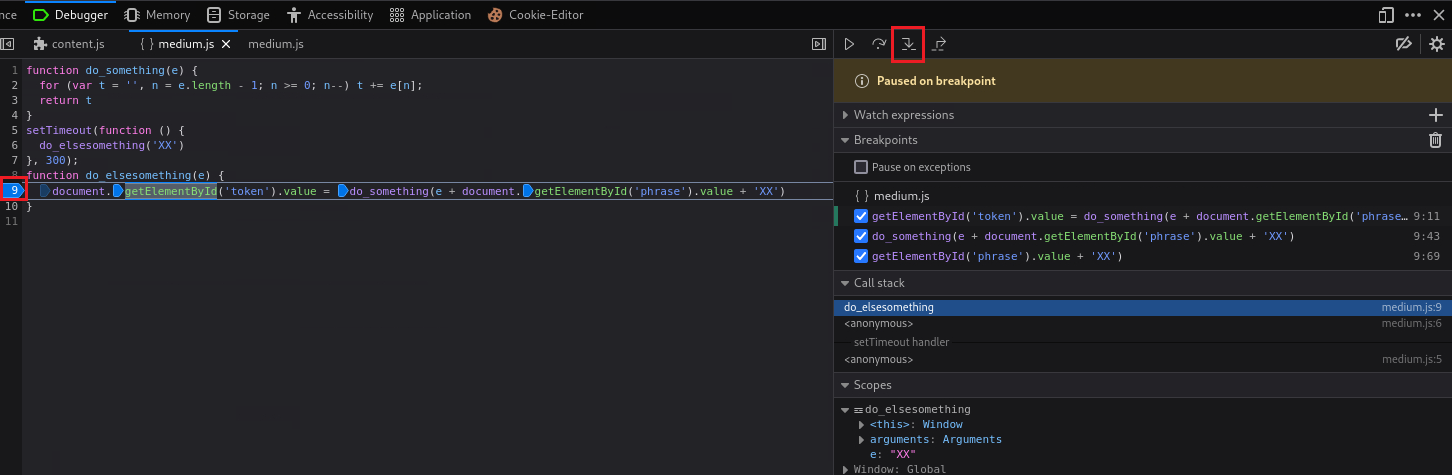 nce Debugger Memory Storage Accessibility Application Cookie-Editor
content.js { } medium.js medium.js
1 function do_something(e) {
2 for (var t = '', n = e.length - 1; n >= 0; n--) t += e[n];
3 return t
4 }
5 setTimeout(function () {
6 do_elsesomething('XX')
7 }, 300);
8 function do_elsesomething(e) {
9 document.getElementById('token').value = do_something(e + document.getElementById('phrase').value + 'XX')
10 }
11
Paused on breakpoint
Watch expressions
Breakpoints
Pause on exceptions
{ } medium.js
getElementById('token').value = do_something(e + document.getElementById('phrase… 9:11
do_something(e + document.getElementById('phrase').value + 'XX') 9:43
getElementById('phrase').value + 'XX') 9:69
Call stack
do_elsesomething medium.js:9
<anonymous> medium.js:6
setTimeout handler
<anonymous> medium.js:5
Scopes
do_elsesomething
<this>: Window
arguments: Arguments
e: "XX"
Window: Global